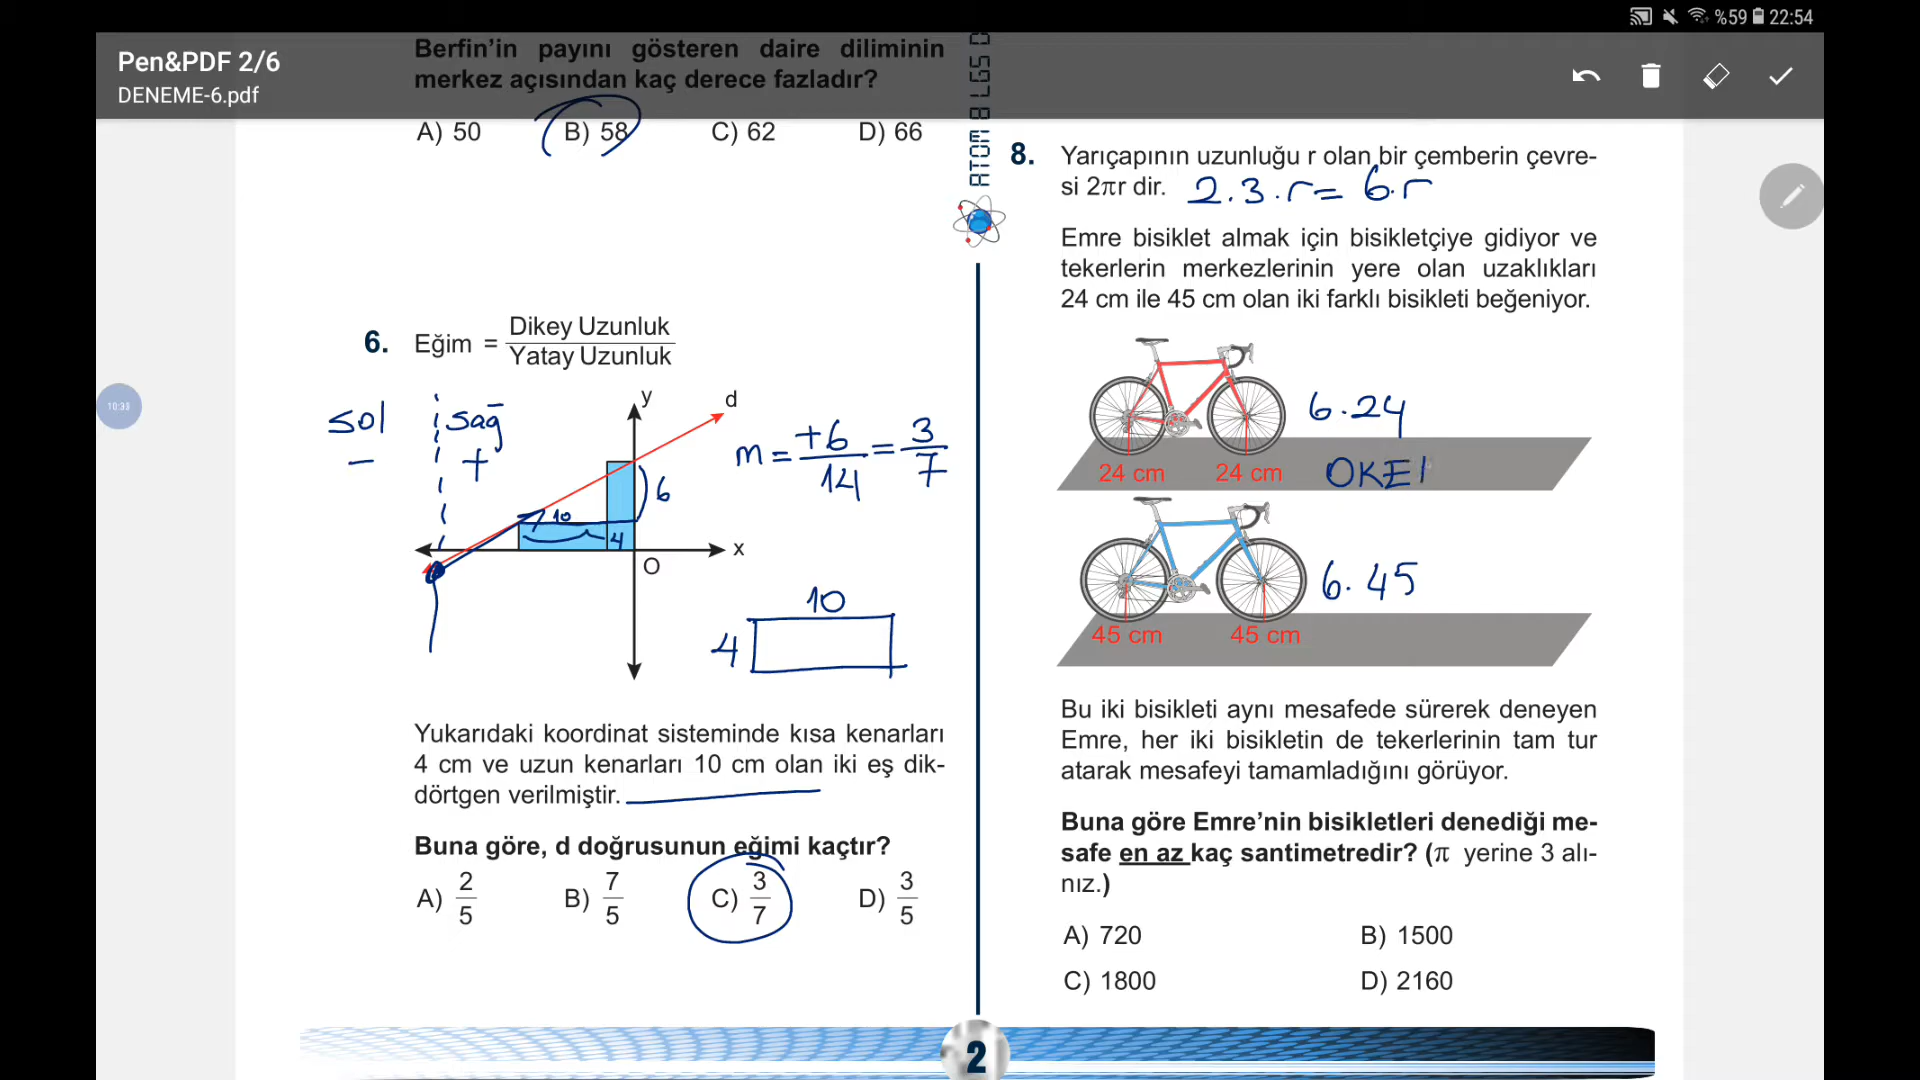 %59 22:54
Pen&PDF 2/6
DENEME-6.pdf
Berfin’in payını gösteren daire diliminin
merkez açısından kaç derece fazladır?
A) 50 B) 58 C) 62 D) 66
10:33
6. Eğim = Dikey Uzunluk
Yatay Uzunluk
sol sağ
− +
y
d
x
O
10
4
6
m = +6/14 = 3/7
10
4
Yukarıdaki koordinat sisteminde kısa kenarları
4 cm ve uzun kenarları 10 cm olan iki eş dik-
dörtgen verilmiştir.
Buna göre, d doğrusunun eğimi kaçtır?
A) 2/5 B) 7/5 C) 3/7 D) 3/5
ATOM 8 LGS
8. Yarıçapının uzunluğu r olan bir çemberin çevre-
si 2πr dir. 2.3.r= 6.r
Emre bisiklet almak için bisikletçiye gidiyor ve
tekerlerin merkezlerinin yere olan uzaklıkları
24 cm ile 45 cm olan iki farklı bisikleti beğeniyor.
6.24
24 cm 24 cm OKE
6.45
45 cm 45 cm
Bu iki bisikleti aynı mesafede sürerek deneyen
Emre, her iki bisikletin de tekerlerinin tam tur
atarak mesafeyi tamamladığını görüyor.
Buna göre Emre’nin bisikletleri denediği me-
safe en az kaç santimetredir? (π yerine 3 alı-
nız.)
A) 720 B) 1500
C) 1800 D) 2160
2